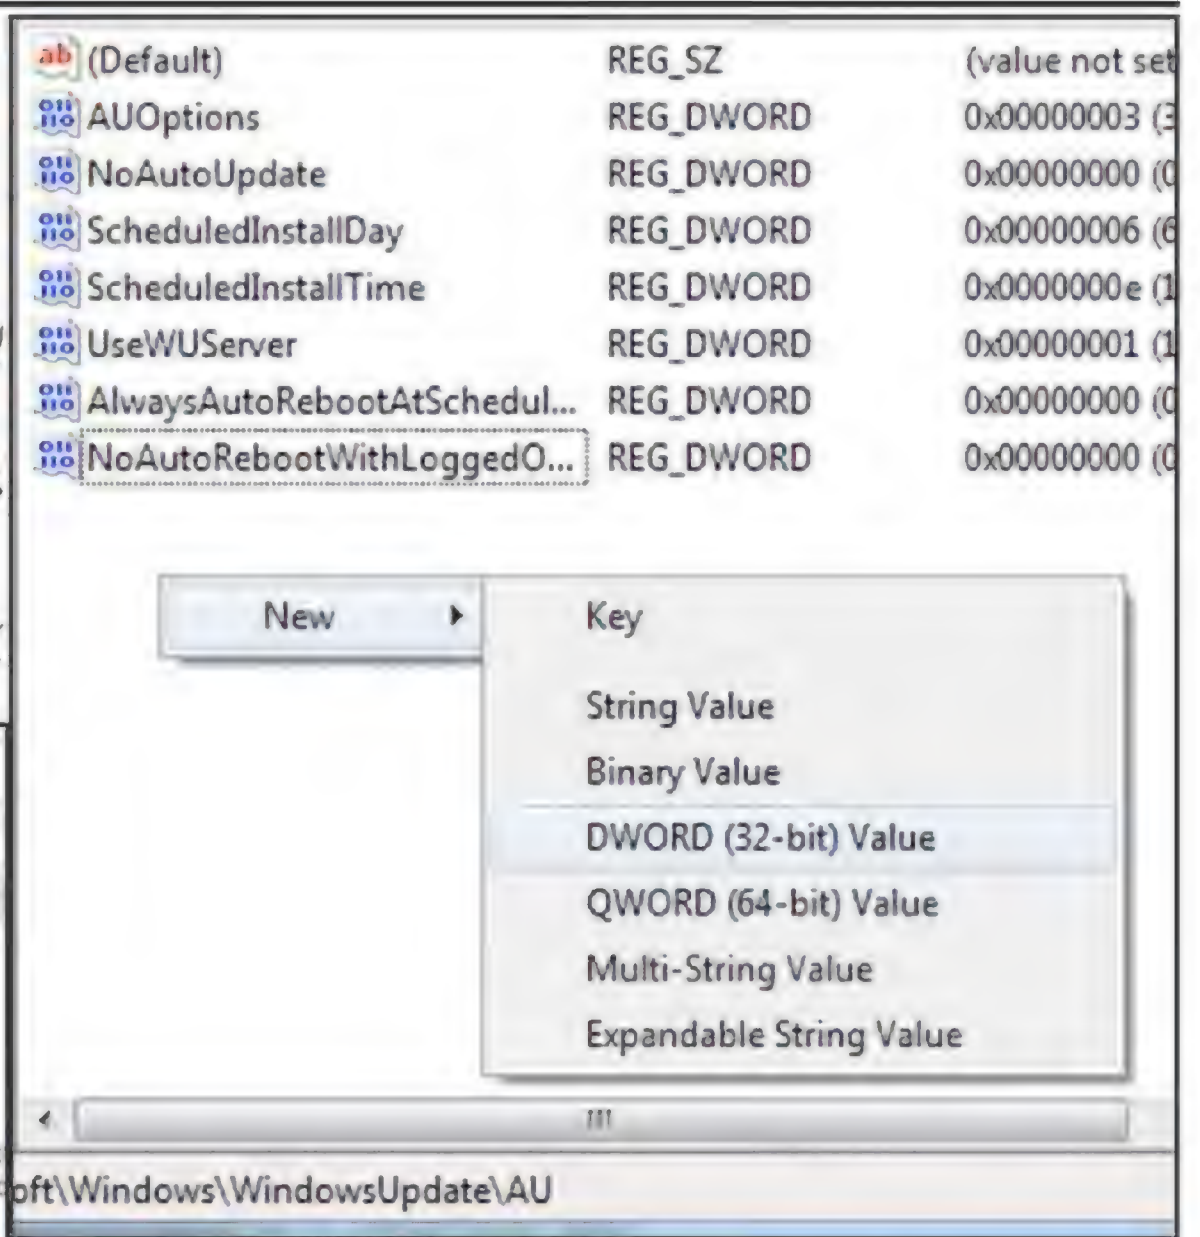 (Default) REG_SZ (value not set
AUOptions REG_DWORD 0x00000003 (3
NoAutoUpdate REG_DWORD 0x00000000 (0
ScheduledInstallDay REG_DWORD 0x00000006 (6
ScheduledInstallTime REG_DWORD 0x0000000e (1
UseWUServer REG_DWORD 0x00000001 (1
AlwaysAutoRebootAtSchedul... REG_DWORD 0x00000000 (0
NoAutoRebootWithLoggedO... REG_DWORD 0x00000000 (0
New Key
String Value
Binary Value
DWORD (32-bit) Value
QWORD (64-bit) Value
Multi-String Value
Expandable String Value
oft\Windows\WindowsUpdate\AU